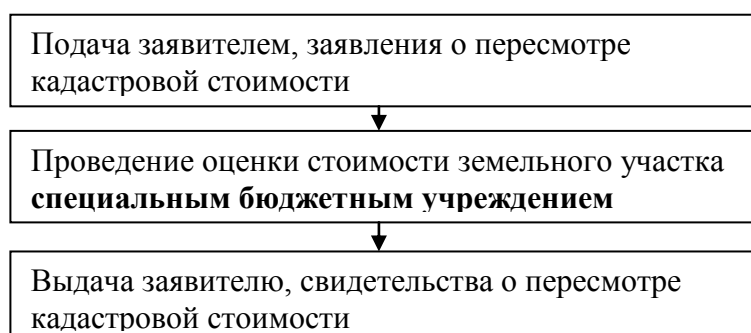 Подача заявителем, заявления о пересмотре
кадастровой стоимости
Проведение оценки стоимости земельного участка
специальным бюджетным учреждением
Выдача заявителю, свидетельства о пересмотре
кадастровой стоимости